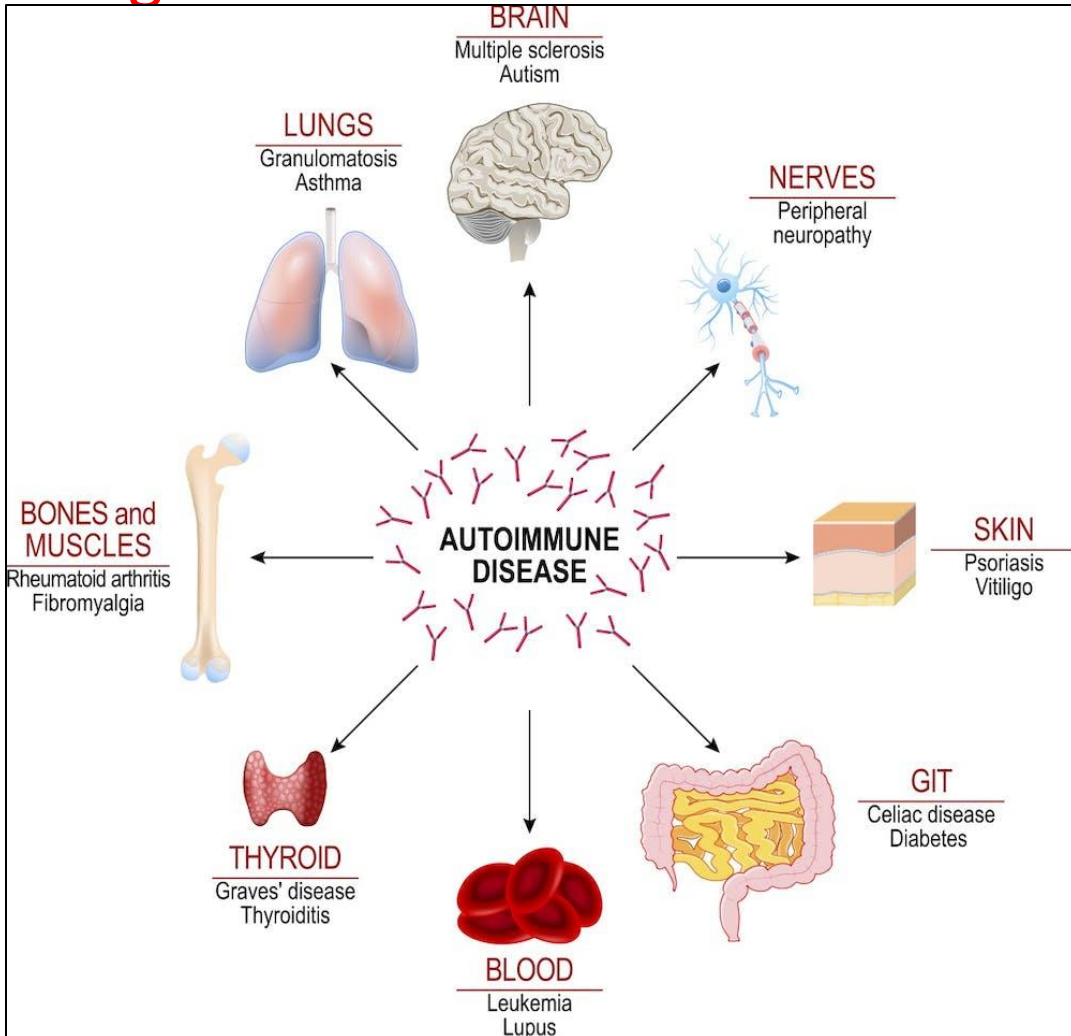 BRAIN
Multiple sclerosis
Autism
LUNGS
Granulomatosis
Asthma
NERVES
Peripheral
neuropathy
BONES and
MUSCLES
Rheumatoid arthritis
Fibromyalgia
AUTOIMMUNE
DISEASE
SKIN
Psoriasis
Vitiligo
THYROID
Graves' disease
Thyroiditis
GIT
Celiac disease
Diabetes
BLOOD
Leukemia
Lupus